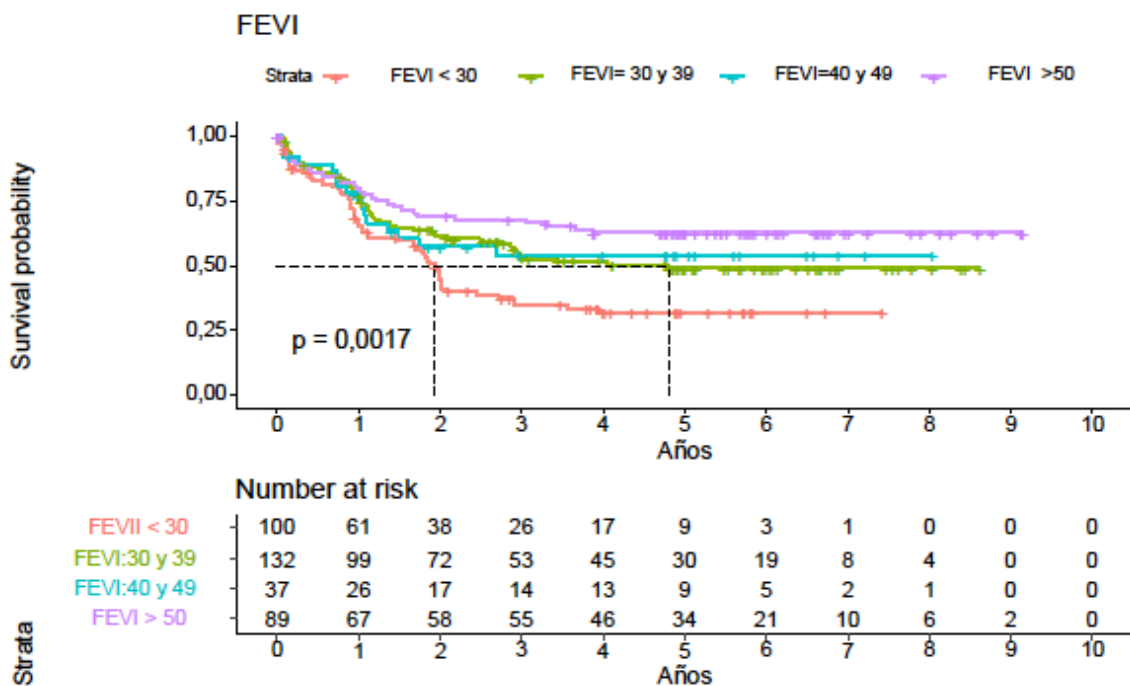 FEVI
Strata FEVI < 30 FEVI= 30 y 39 FEVI=40 y 49 FEVI >50
Survival probability
1,00
0,75
0,50
0,25
0,00
p = 0,0017
0 1 2 3 4 5 6 7 8 9 10
Años
Number at risk
FEVII < 30 100 61 38 26 17 9 3 1 0 0 0
FEVI:30 y 39 132 99 72 53 45 30 19 8 4 0 0
FEVI:40 y 49 37 26 17 14 13 9 5 2 1 0 0
FEVI > 50 89 67 58 55 46 34 21 10 6 2 0
Strata
0 1 2 3 4 5 6 7 8 9 10
Años